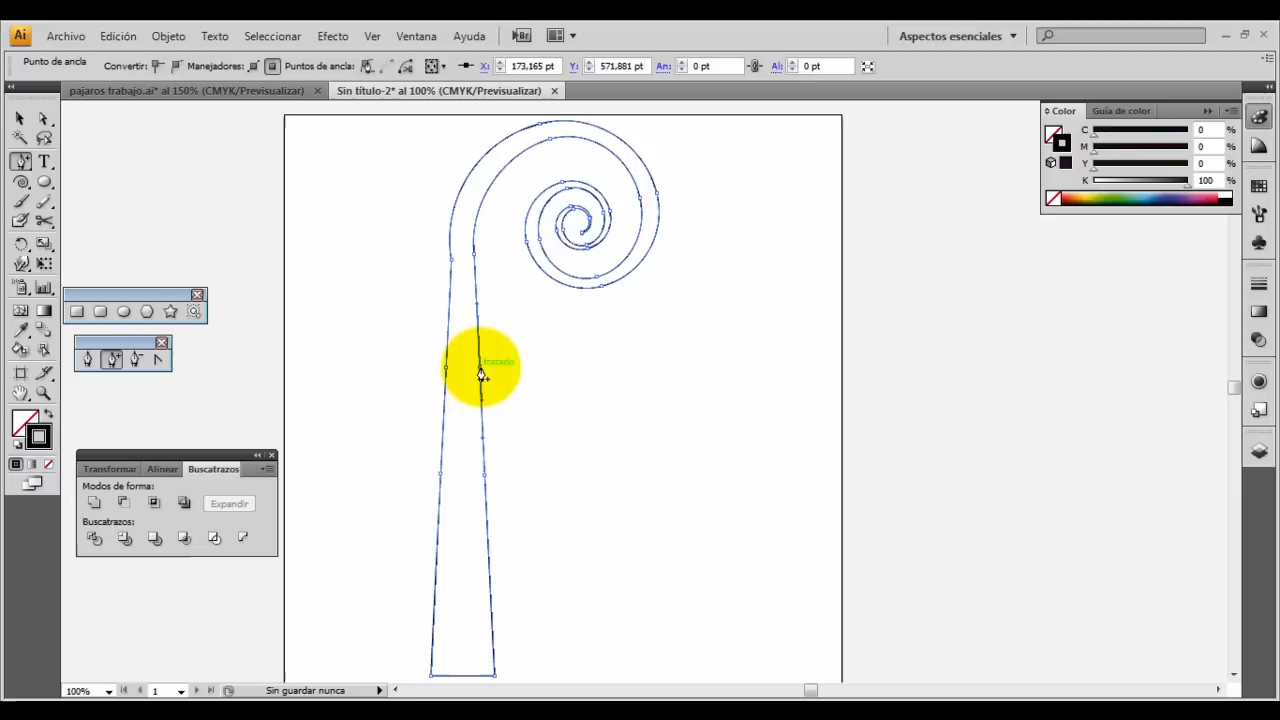 Ai Archivo Edición Objeto Texto Seleccionar Efecto Ver Ventana Ayuda Br Aspectos esenciales
Punto de ancla Convertir: Manejadores: Puntos de ancla: X: 173,165 pt Y: 571,881 pt An: 0 pt Al: 0 pt
pajaros trabajo.ai* al 150% (CMYK/Previsualizar) Sin título-2* al 100% (CMYK/Previsualizar)
Color Guía de color
C 0 %
M 0 %
Y 0 %
K 100 %
trazado
Transformar Alinear Buscatrazos
Modos de forma:
Expandir
Buscatrazos:
100% 1 Sin guardar nunca